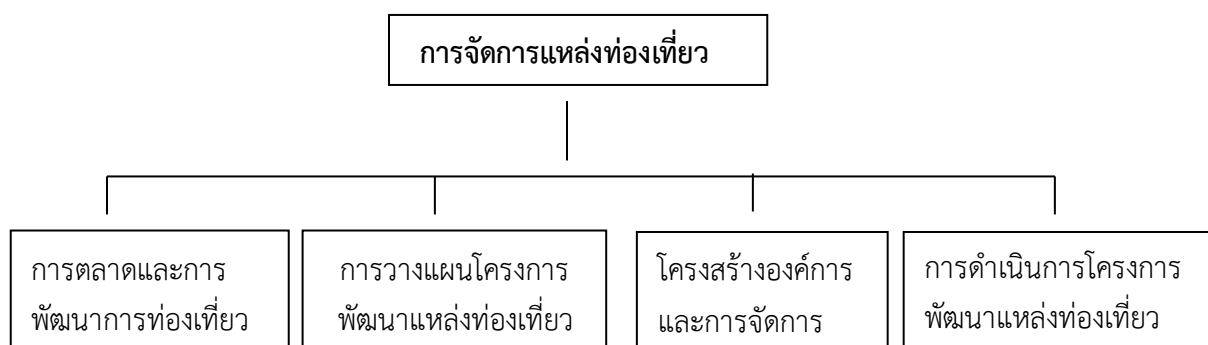 การจัดการแหล่งท่องเที่ยว
การตลาดและการ
พัฒนาการท่องเที่ยว
การวางแผนโครงการ
พัฒนาแหล่งท่องเที่ยว
โครงสร้างองค์การ
และการจัดการ
การดำเนินการโครงการ
พัฒนาแหล่งท่องเที่ยว